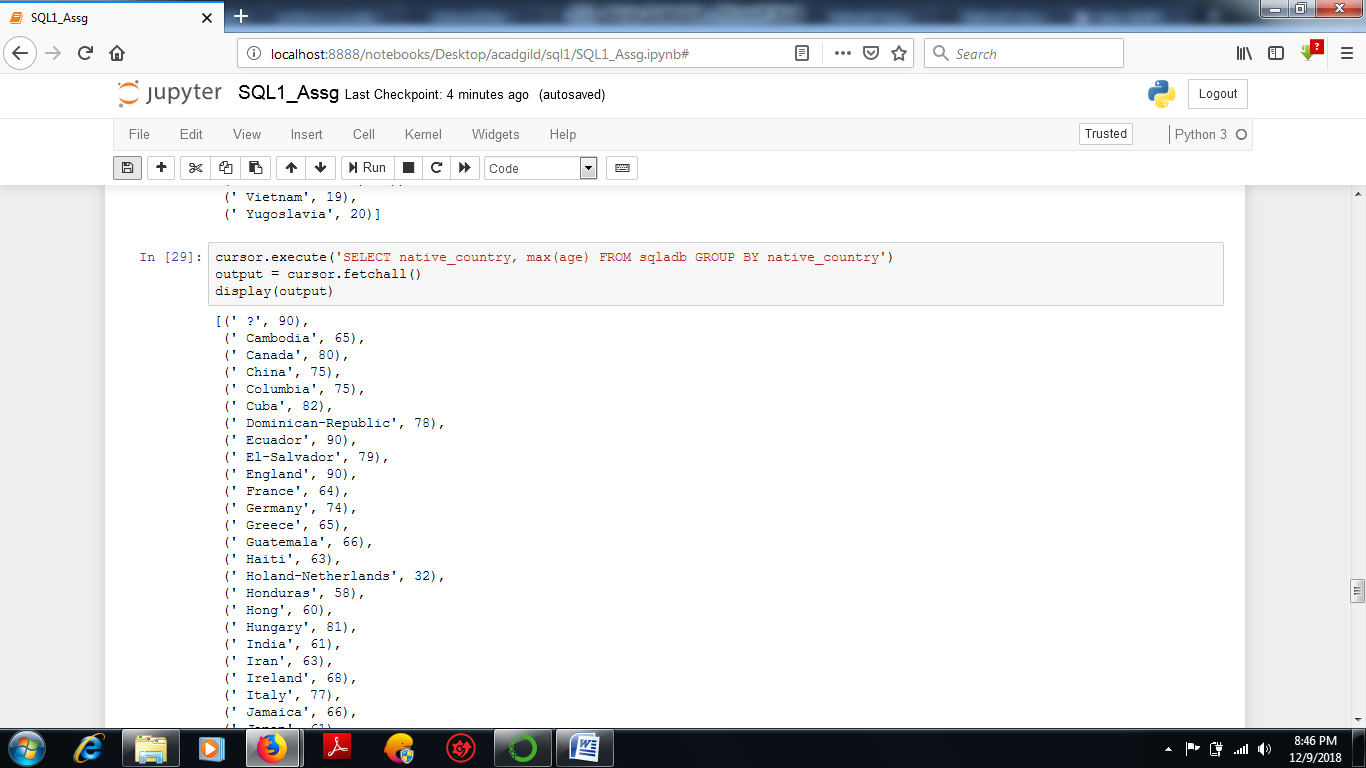 SQL1_Assg
localhost:8888/notebooks/Desktop/acadgild/sql1/SQL1_Assg.ipynb#
Search
?
jupyter SQL1_Assg Last Checkpoint: 4 minutes ago (autosaved)
Logout
File Edit View Insert Cell Kernel Widgets Help
Trusted
Python 3
Run
Code
(' Vietnam', 19),
(' Yugoslavia', 20)]
In [29]: cursor.execute('SELECT native_country, max(age) FROM sqladb GROUP BY native_country')
output = cursor.fetchall()
display(output)
[(' ?', 90),
(' Cambodia', 65),
(' Canada', 80),
(' China', 75),
(' Columbia', 75),
(' Cuba', 82),
(' Dominican-Republic', 78),
(' Ecuador', 90),
(' El-Salvador', 79),
(' England', 90),
(' France', 64),
(' Germany', 74),
(' Greece', 65),
(' Guatemala', 66),
(' Haiti', 63),
(' Holand-Netherlands', 32),
(' Honduras', 58),
(' Hong', 60),
(' Hungary', 81),
(' India', 61),
(' Iran', 63),
(' Ireland', 68),
(' Italy', 77),
(' Jamaica', 66),
8:46 PM
12/9/2018